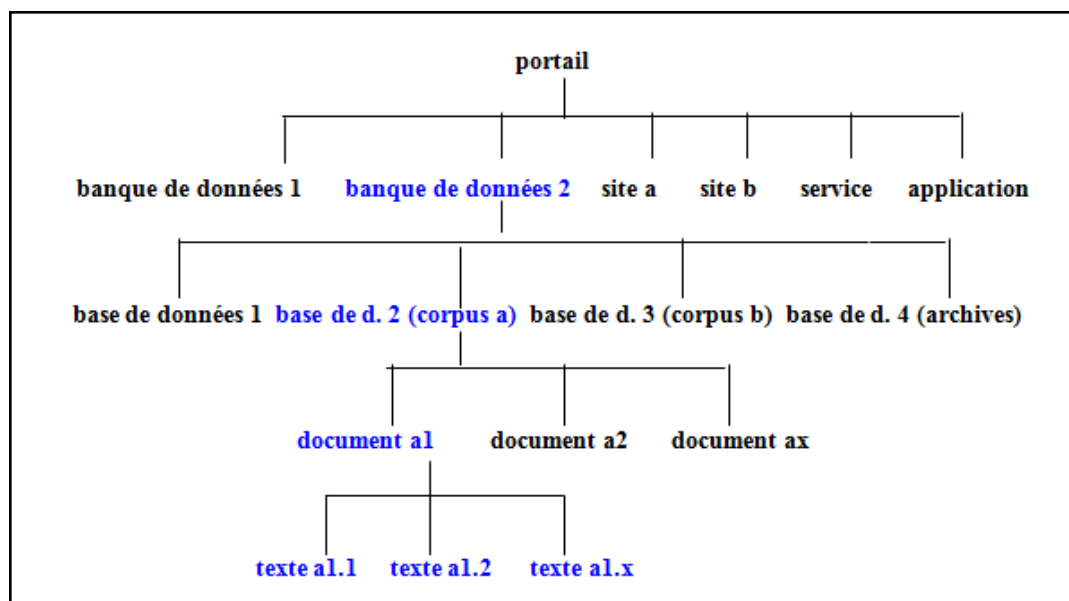 portail
banque de données 1 banque de données 2 site a site b service application
base de données 1 base de d. 2 (corpus a) base de d. 3 (corpus b) base de d. 4 (archives)
document a1 document a2 document ax
texte a1.1 texte a1.2 texte a1.x